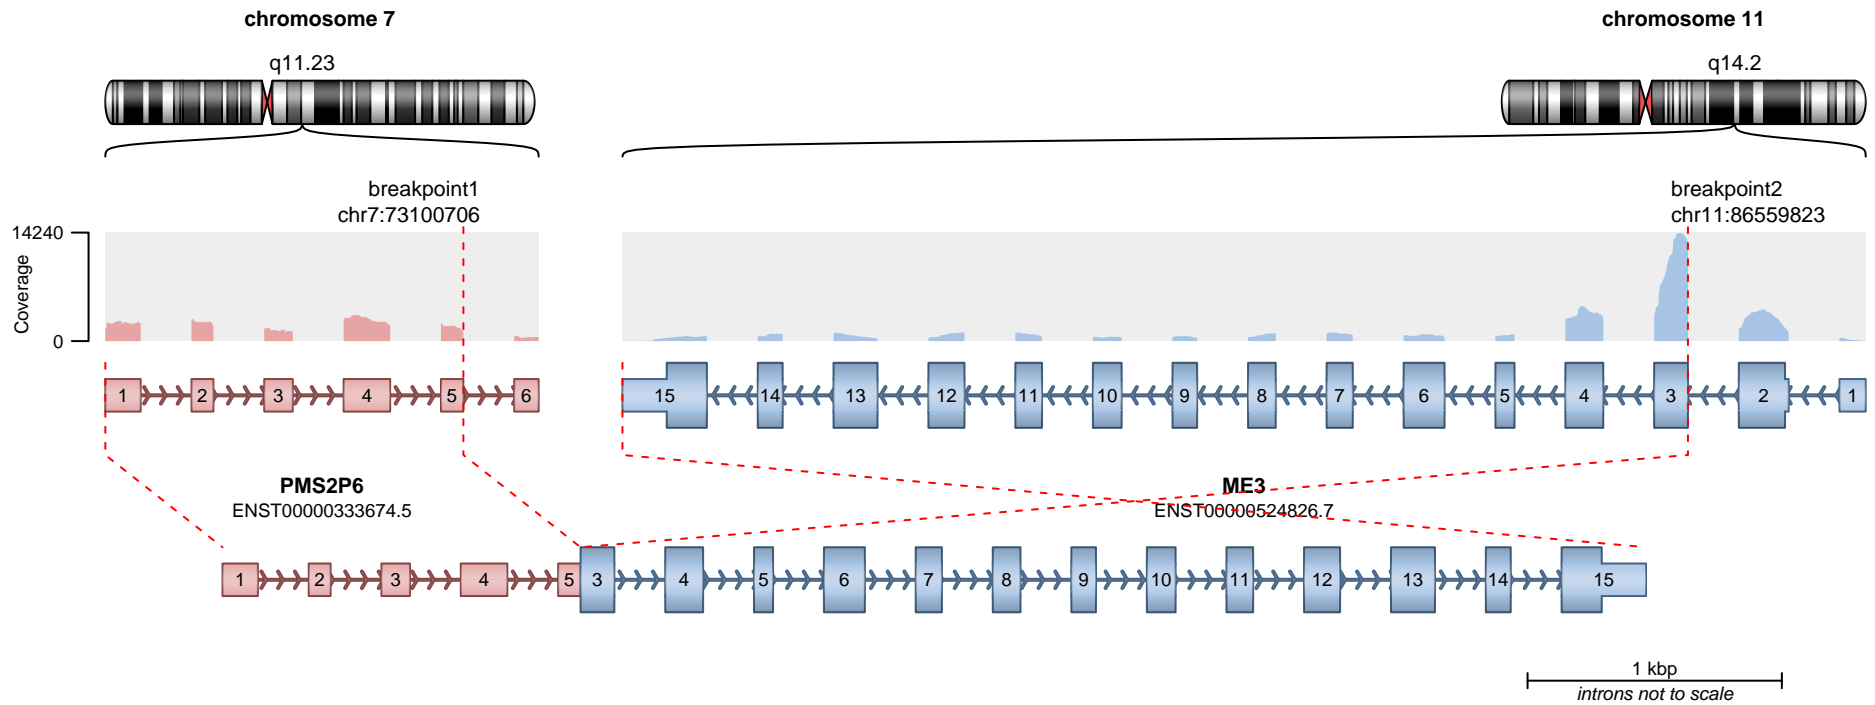 chromosome 7
chromosome 11
q11.23
q14.2
breakpoint1
chr7:73100706
breakpoint2
chr11:86559823
14240
Coverage
0
1 2 3 4 5 6
15 14 13 12 11 10 9 8 7 6 5 4 3 2 1
PMS2P6
ENST00000333674.5
ME3
ENST00000524826.7
1 2 3 4 5 3 4 5 6 7 8 9 10 11 12 13 14 15
1 kbp
introns not to scale